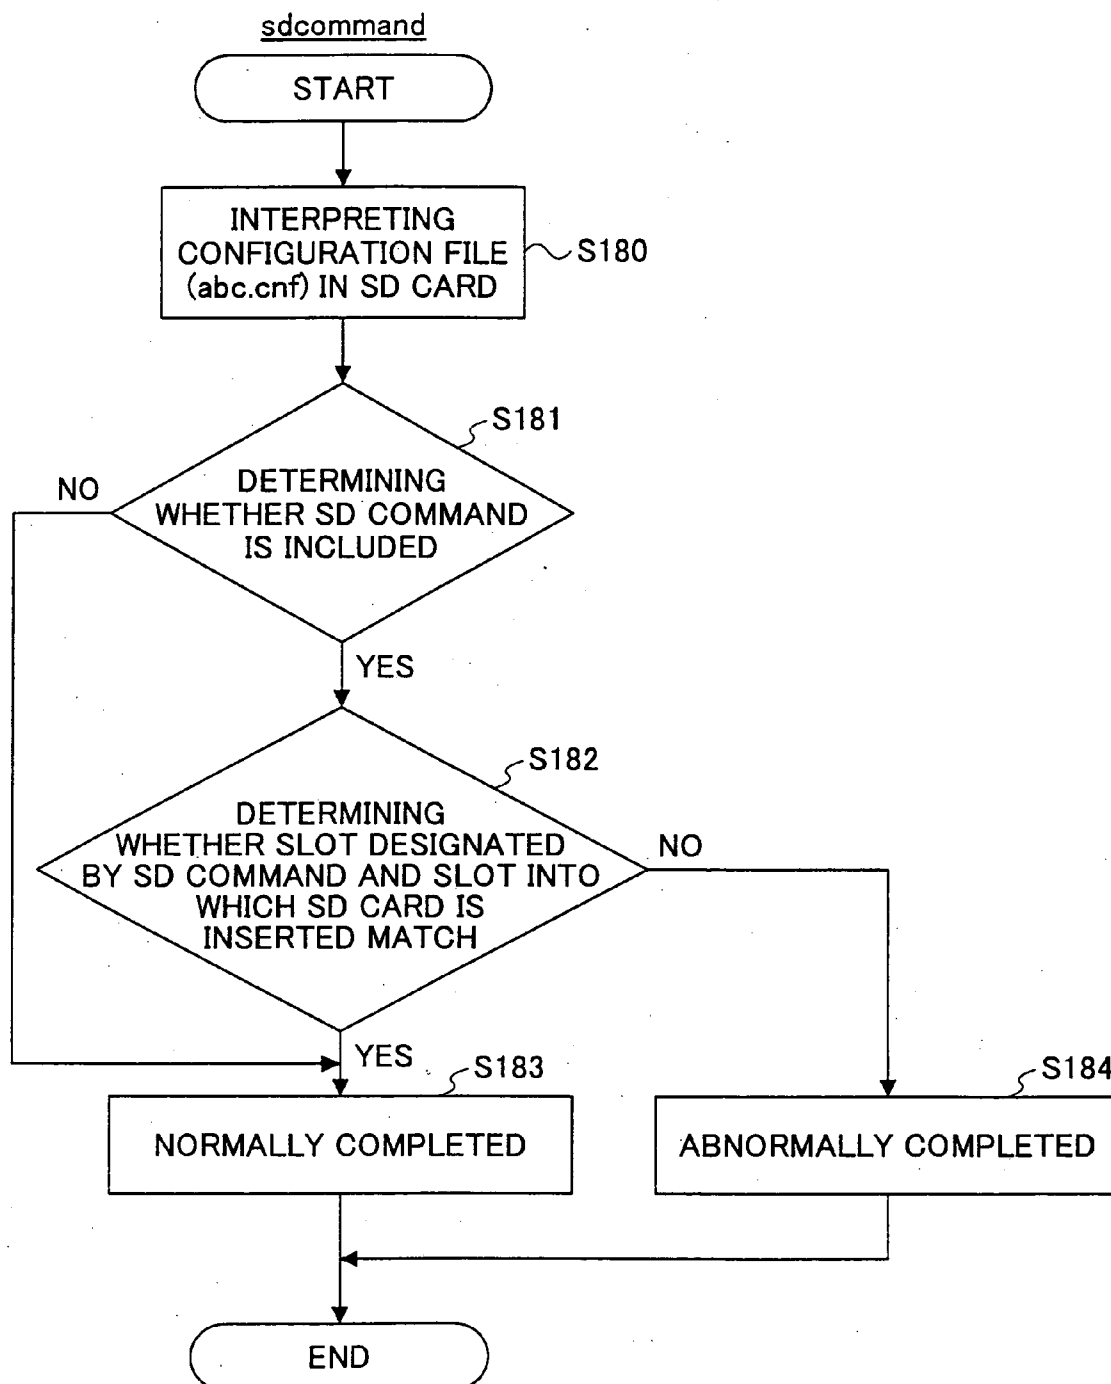 sdcommand
START
INTERPRETING
CONFIGURATION FILE
(abc.cnf) IN SD CARD
S180
S181
NO
DETERMINING
WHETHER SD COMMAND
IS INCLUDED
YES
S182
DETERMINING
WHETHER SLOT DESIGNATED
BY SD COMMAND AND SLOT INTO
WHICH SD CARD IS
INSERTED MATCH
NO
YES
S183
S184
NORMALLY COMPLETED
ABNORMALLY COMPLETED
END